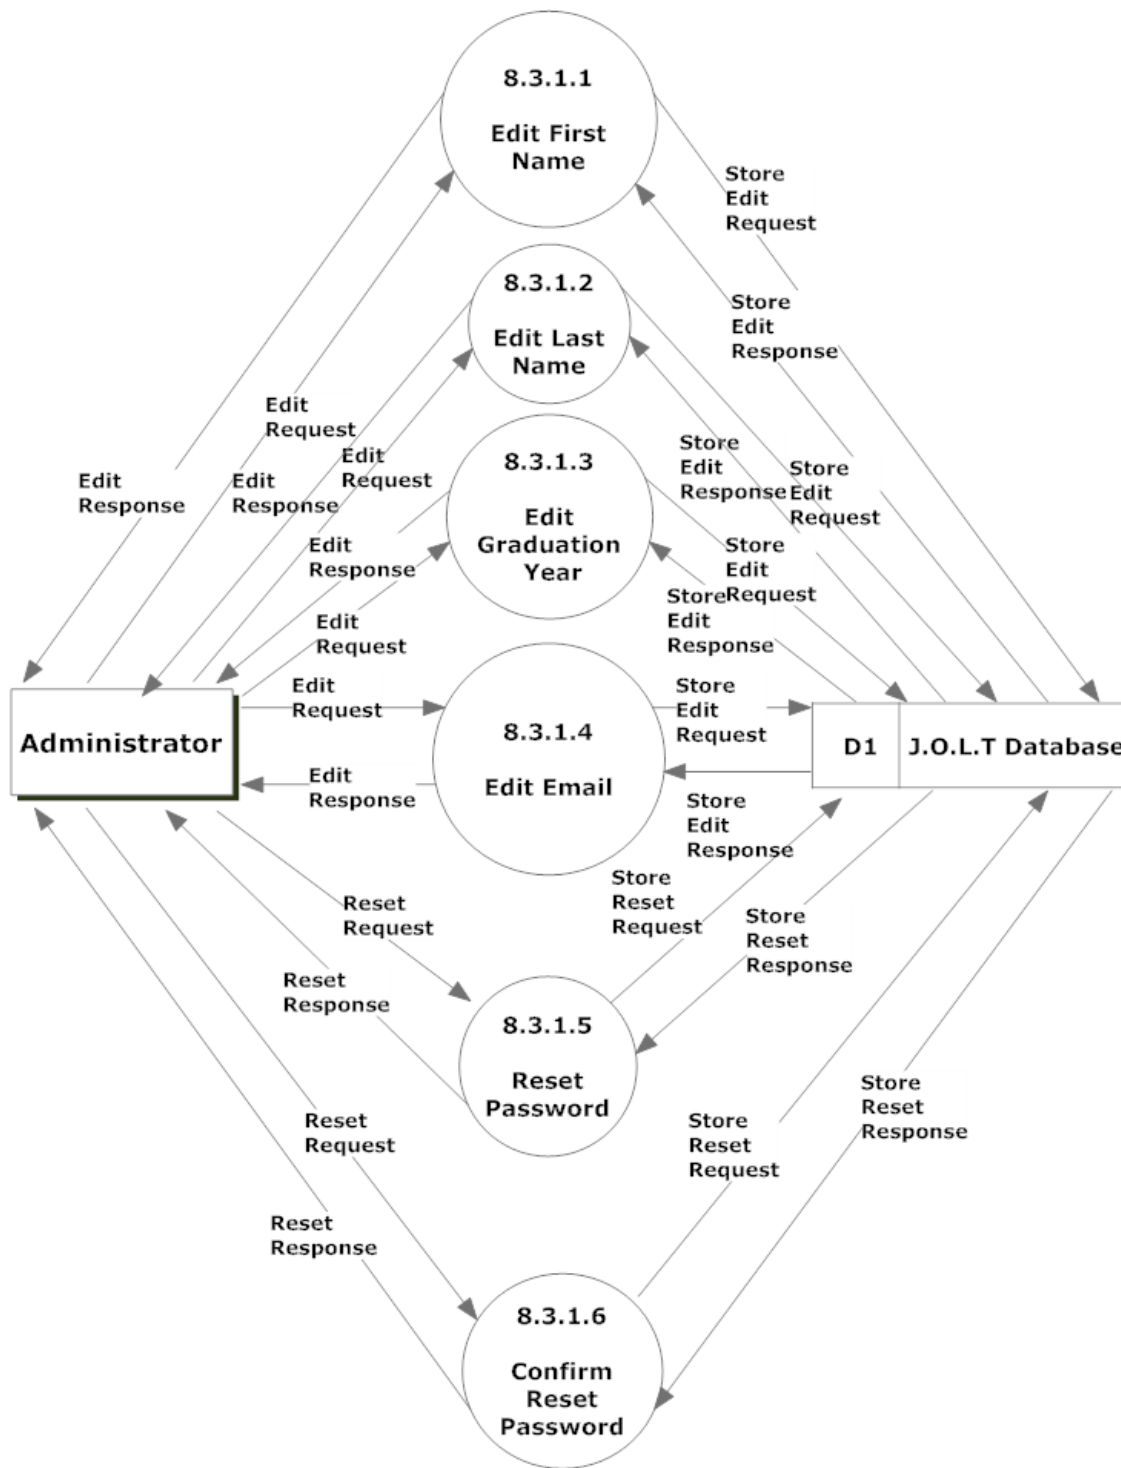 8.3.1.1
Edit First
Name
Store
Edit
Request
8.3.1.2
Edit Last
Name
Store
Edit
Response
Edit
Request
Edit
Response
Edit
Response
Edit
Request
8.3.1.3
Edit
Graduation
Year
Store
Edit
Response
Store
Edit
Request
Edit
Response
Edit
Request
Store
Edit
Request
Store
Edit
Response
Administrator
Edit
Request
Edit
Response
8.3.1.4
Edit Email
Store
Edit
Request
Store
Edit
Response
D1
J.O.L.T Database
Reset
Request
Reset
Response
8.3.1.5
Reset
Password
Store
Reset
Request
Store
Reset
Response
Reset
Request
Reset
Response
Store
Reset
Request
Store
Reset
Response
8.3.1.6
Confirm
Reset
Password